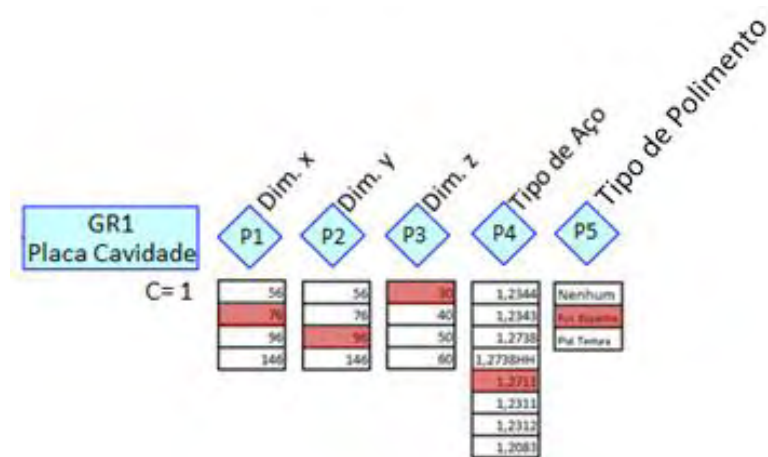 Dim. x
Dim. y
Dim. z
Tipo de Aço
Tipo de Polimento
GR1
Placa Cavidade
P1
P2
P3
P4
P5
C= 1
56 56 30 1,2344 Nenhum
76 76 40 1,2343 Pol. Espelho
96 96 50 1,2738 Pol Textura
146 146 60 1,2738HH
1,2711
1,2311
1,2312
1,2083